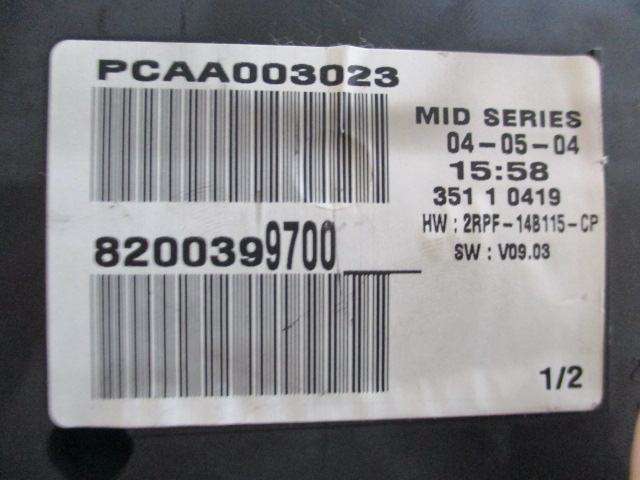 PCAA003023
MID SERIES
04-05-04
15:58
351 1 0419
HW : 2RPF-14B115-CP
SW : V09.03
8200399700__
1/2